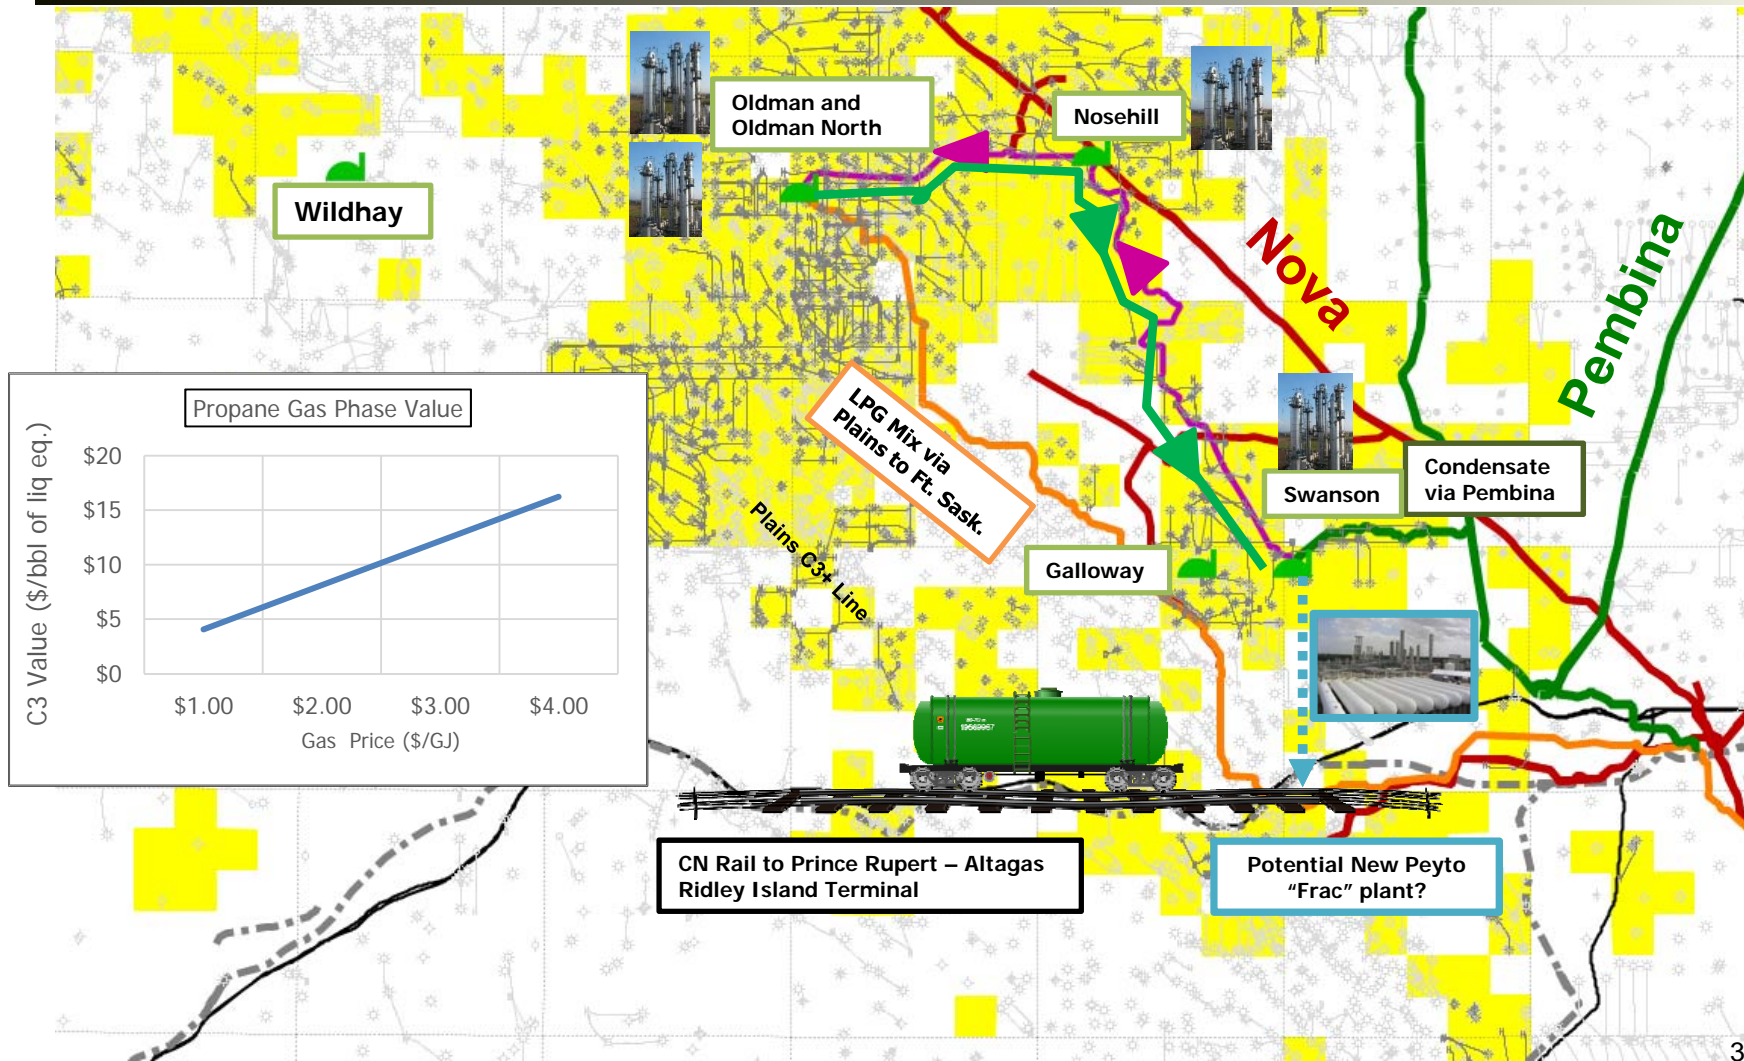 Oldman and
Oldman North
Nosehill
Wildhay
Nova
Pembina
Propane Gas Phase Value
C3 Value ($/bbl of liq eq.)
$20
$15
$10
$5
$0
$1.00 $2.00 $3.00 $4.00
Gas Price ($/GJ)
LPG Mix via
Plains to Ft. Sask.
Plains C3+ Line
Swanson
Condensate
via Pembina
Galloway
CN Rail to Prince Rupert – Altagas
Ridley Island Terminal
Potential New Peyto
“Frac” plant?
3